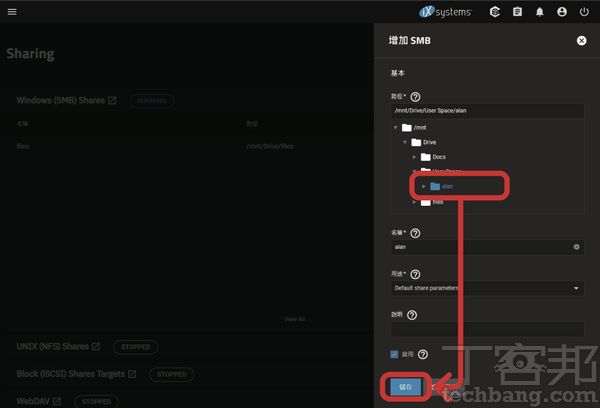 iXsystems
Sharing
增加 SMB
基本
Windows (SMB) Shares
RUNNING
名稱
路徑
files
/mnt/Drive/files
View All
UNIX (NFS) Shares
STOPPED
Block (iSCSI) Shares Targets
STOPPED
WebDAV
STOPPED
路徑*
/mnt/Drive/User Space/alan
/mnt
Drive
Docs
User Space
alan
files
名稱*
alan
用途*
Default share parameters
說明
啟用
儲存
T客邦
techbang.com